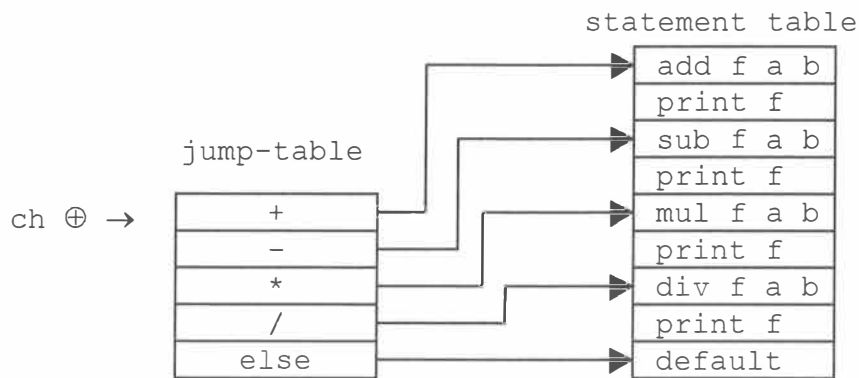 statement table
add f a b
print f
sub f a b
print f
mul f a b
print f
div f a b
print f
default
jump-table
ch ⊕ →
+
-
*
/
else